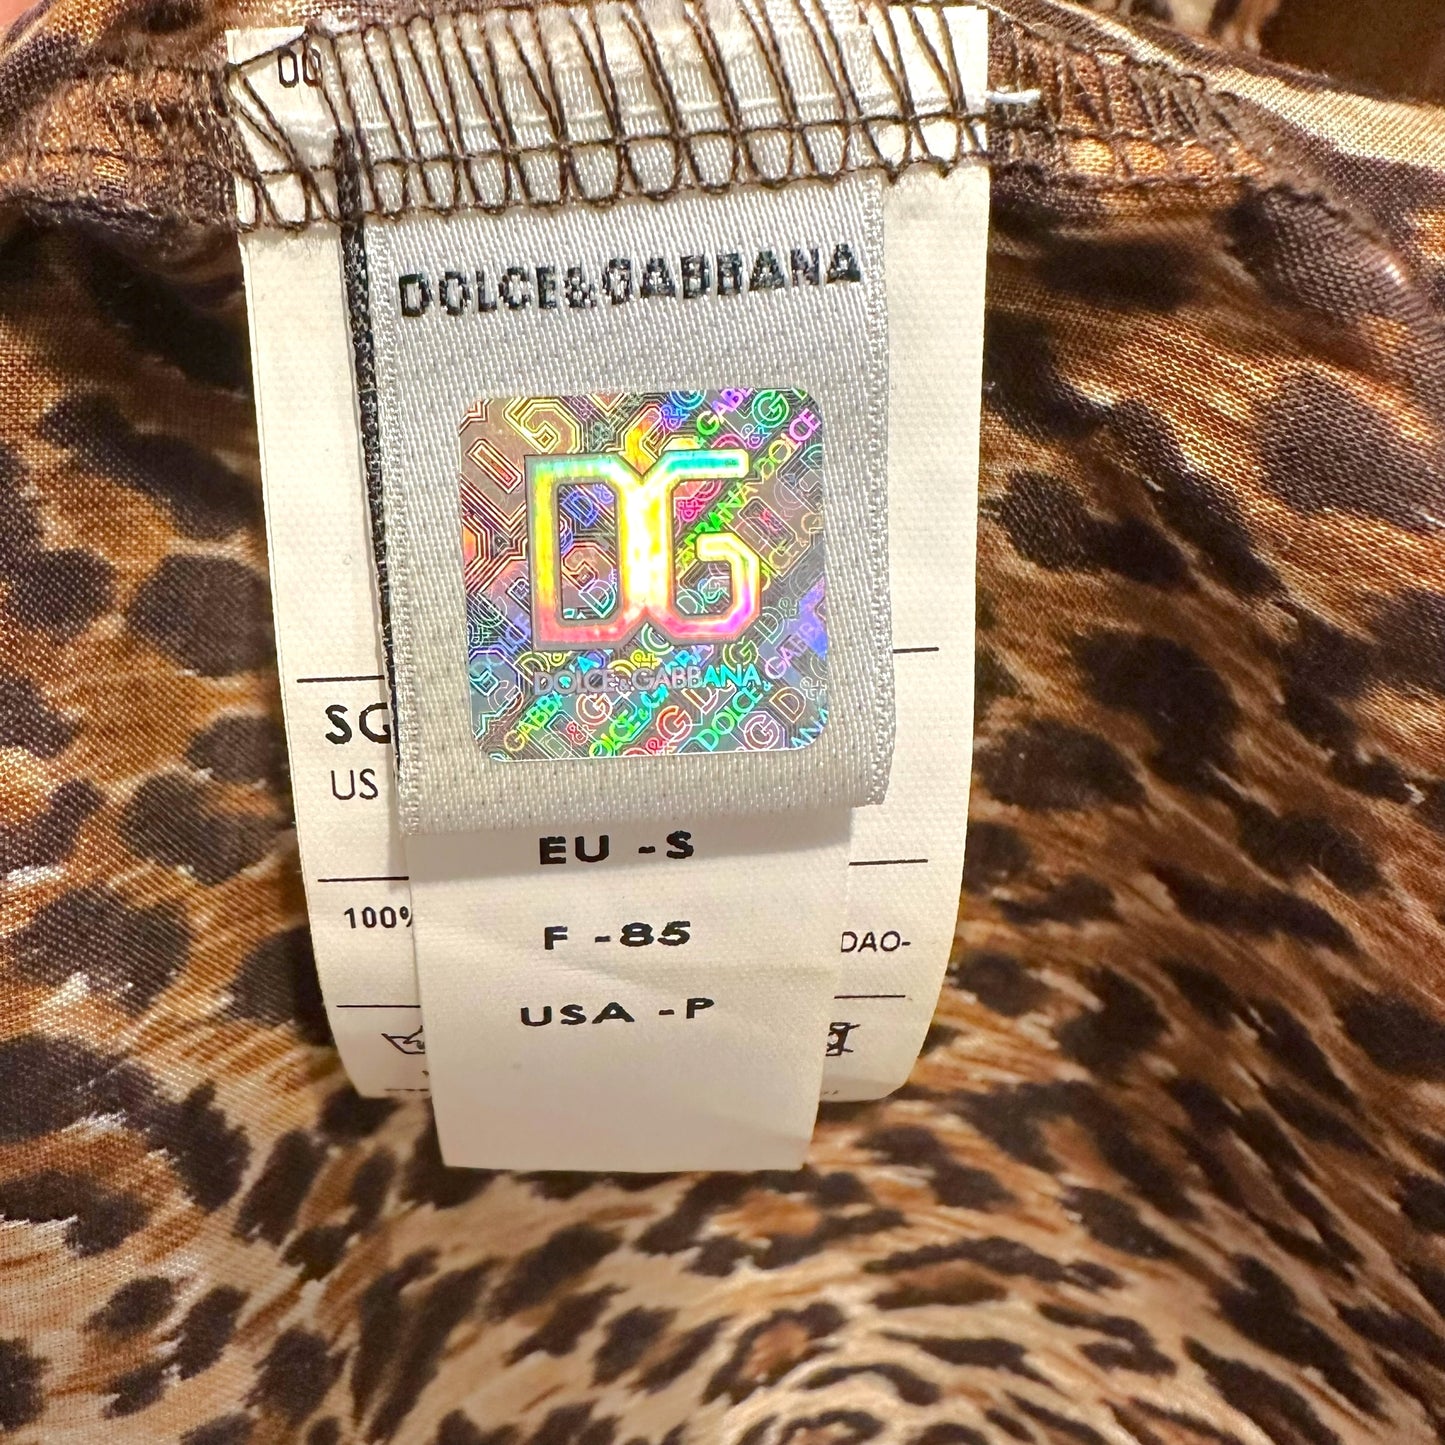 00
DOLCE&GABBANA
DG
DOLCE&GABBANA
SG
US
EU -S
100%
F -85
DAO-
USA -P